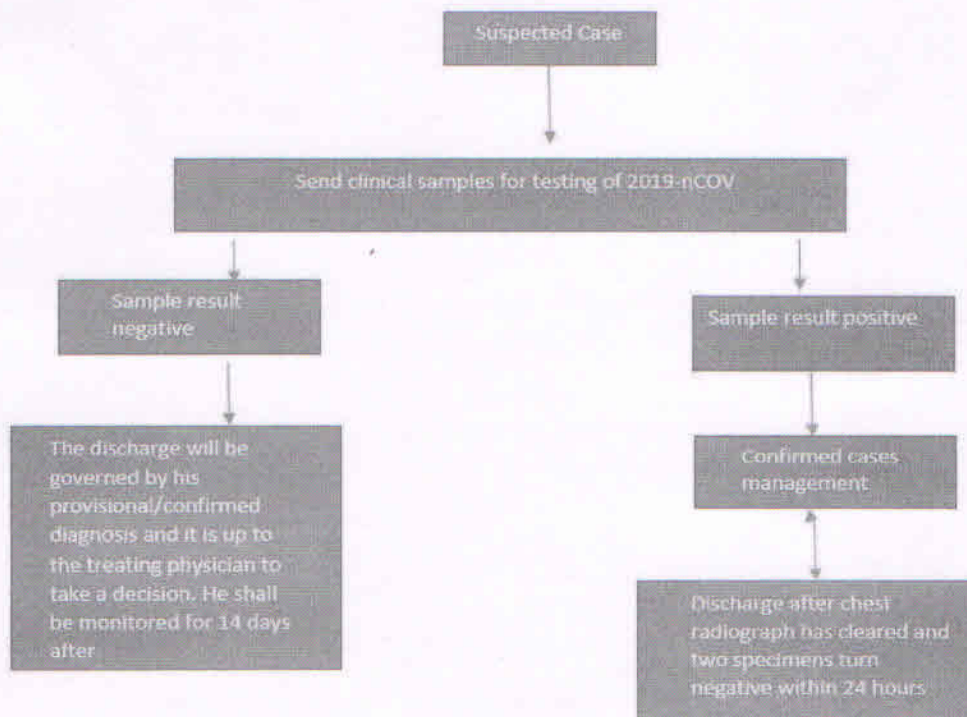 Suspected Case
Send clinical samples for testing of 2019-nCOV
Sample result
negative
Sample result positive
The discharge will be
governed by his
provisional/confirmed
diagnosis and it is up to
the treating physician to
take a decision. He shall
be monitored for 14 days
after
Confirmed cases
management
Discharge after chest
radiograph has cleared and
two specimens turn
negative within 24 hours